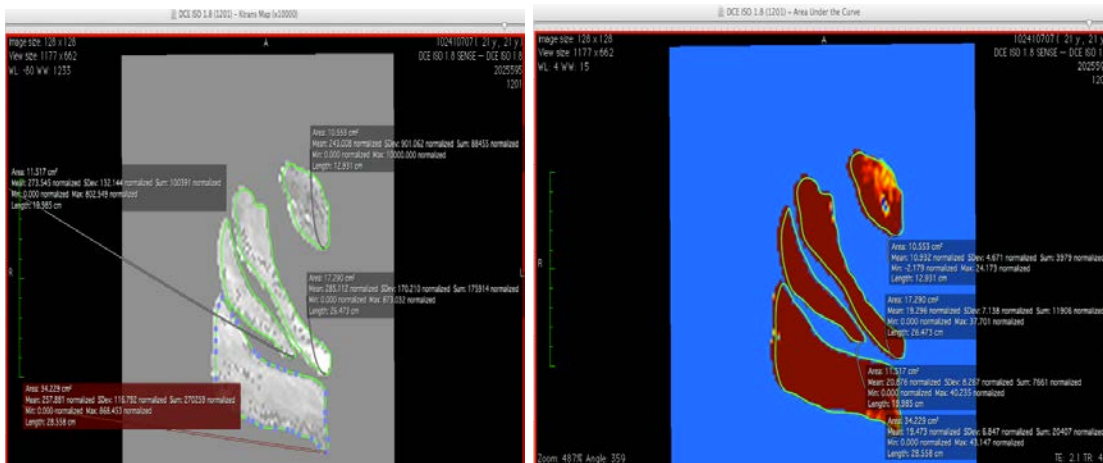 DCE ISO 1.8 (1201) - Ktrans Map (x10000)
Image size: 128 x 128
View size: 1177 x 662
WL: -60 WW: 1233
A
102410707 ( 21 y , 21 y )
DCE ISO 1.8 SENSE — DCE ISO 1.8
2025595
1201
Area: 10.553 cm²
Mean: 243.008 normalized SDev: 901.062 normalized Sum: 88455 normalized
Min: 0.000 normalized Max: 10000.000 normalized
Length: 12.931 cm
Area: 11.517 cm²
Mean: 273.545 normalized SDev: 132.144 normalized Sum: 100391 normalized
Min: 0.000 normalized Max: 802.549 normalized
Length: 19.985 cm
R
L
Area: 17.290 cm²
Mean: 285.112 normalized SDev: 170.210 normalized Sum: 175914 normalized
Min: 0.000 normalized Max: 873.032 normalized
Length: 26.473 cm
Area: 34.229 cm²
Mean: 257.881 normalized SDev: 116.792 normalized Sum: 270259 normalized
Min: 0.000 normalized Max: 868.453 normalized
Length: 28.558 cm
DCE ISO 1.8 (1201) - Area Under the Curve
Image size: 128 x 128
View size: 1177 x 662
WL: 4 WW: 15
A
102410707 ( 21 y , 21 y )
DCE ISO 1.8 SENSE — DCE ISO 1.8
1201
R
Area: 10.553 cm²
Mean: 10.932 normalized SDev: 4.671 normalized Sum: 3979 normalized
Min: -2.179 normalized Max: 24.173 normalized
Length: 12.931 cm
Area: 17.290 cm²
Mean: 19.296 normalized SDev: 7.138 normalized Sum: 11906 normalized
Min: 0.000 normalized Max: 37.701 normalized
Length: 26.473 cm
Area: 11.517 cm²
Mean: 20.876 normalized SDev: 8.267 normalized Sum: 7661 normalized
Min: 0.000 normalized Max: 40.235 normalized
Length: 19.985 cm
Area: 34.229 cm²
Mean: 19.473 normalized SDev: 6.847 normalized Sum: 20407 normalized
Min: 0.000 normalized Max: 43.147 normalized
Length: 28.558 cm
Zoom: 487% Angle: 359
TE: 2.1 TR: 4